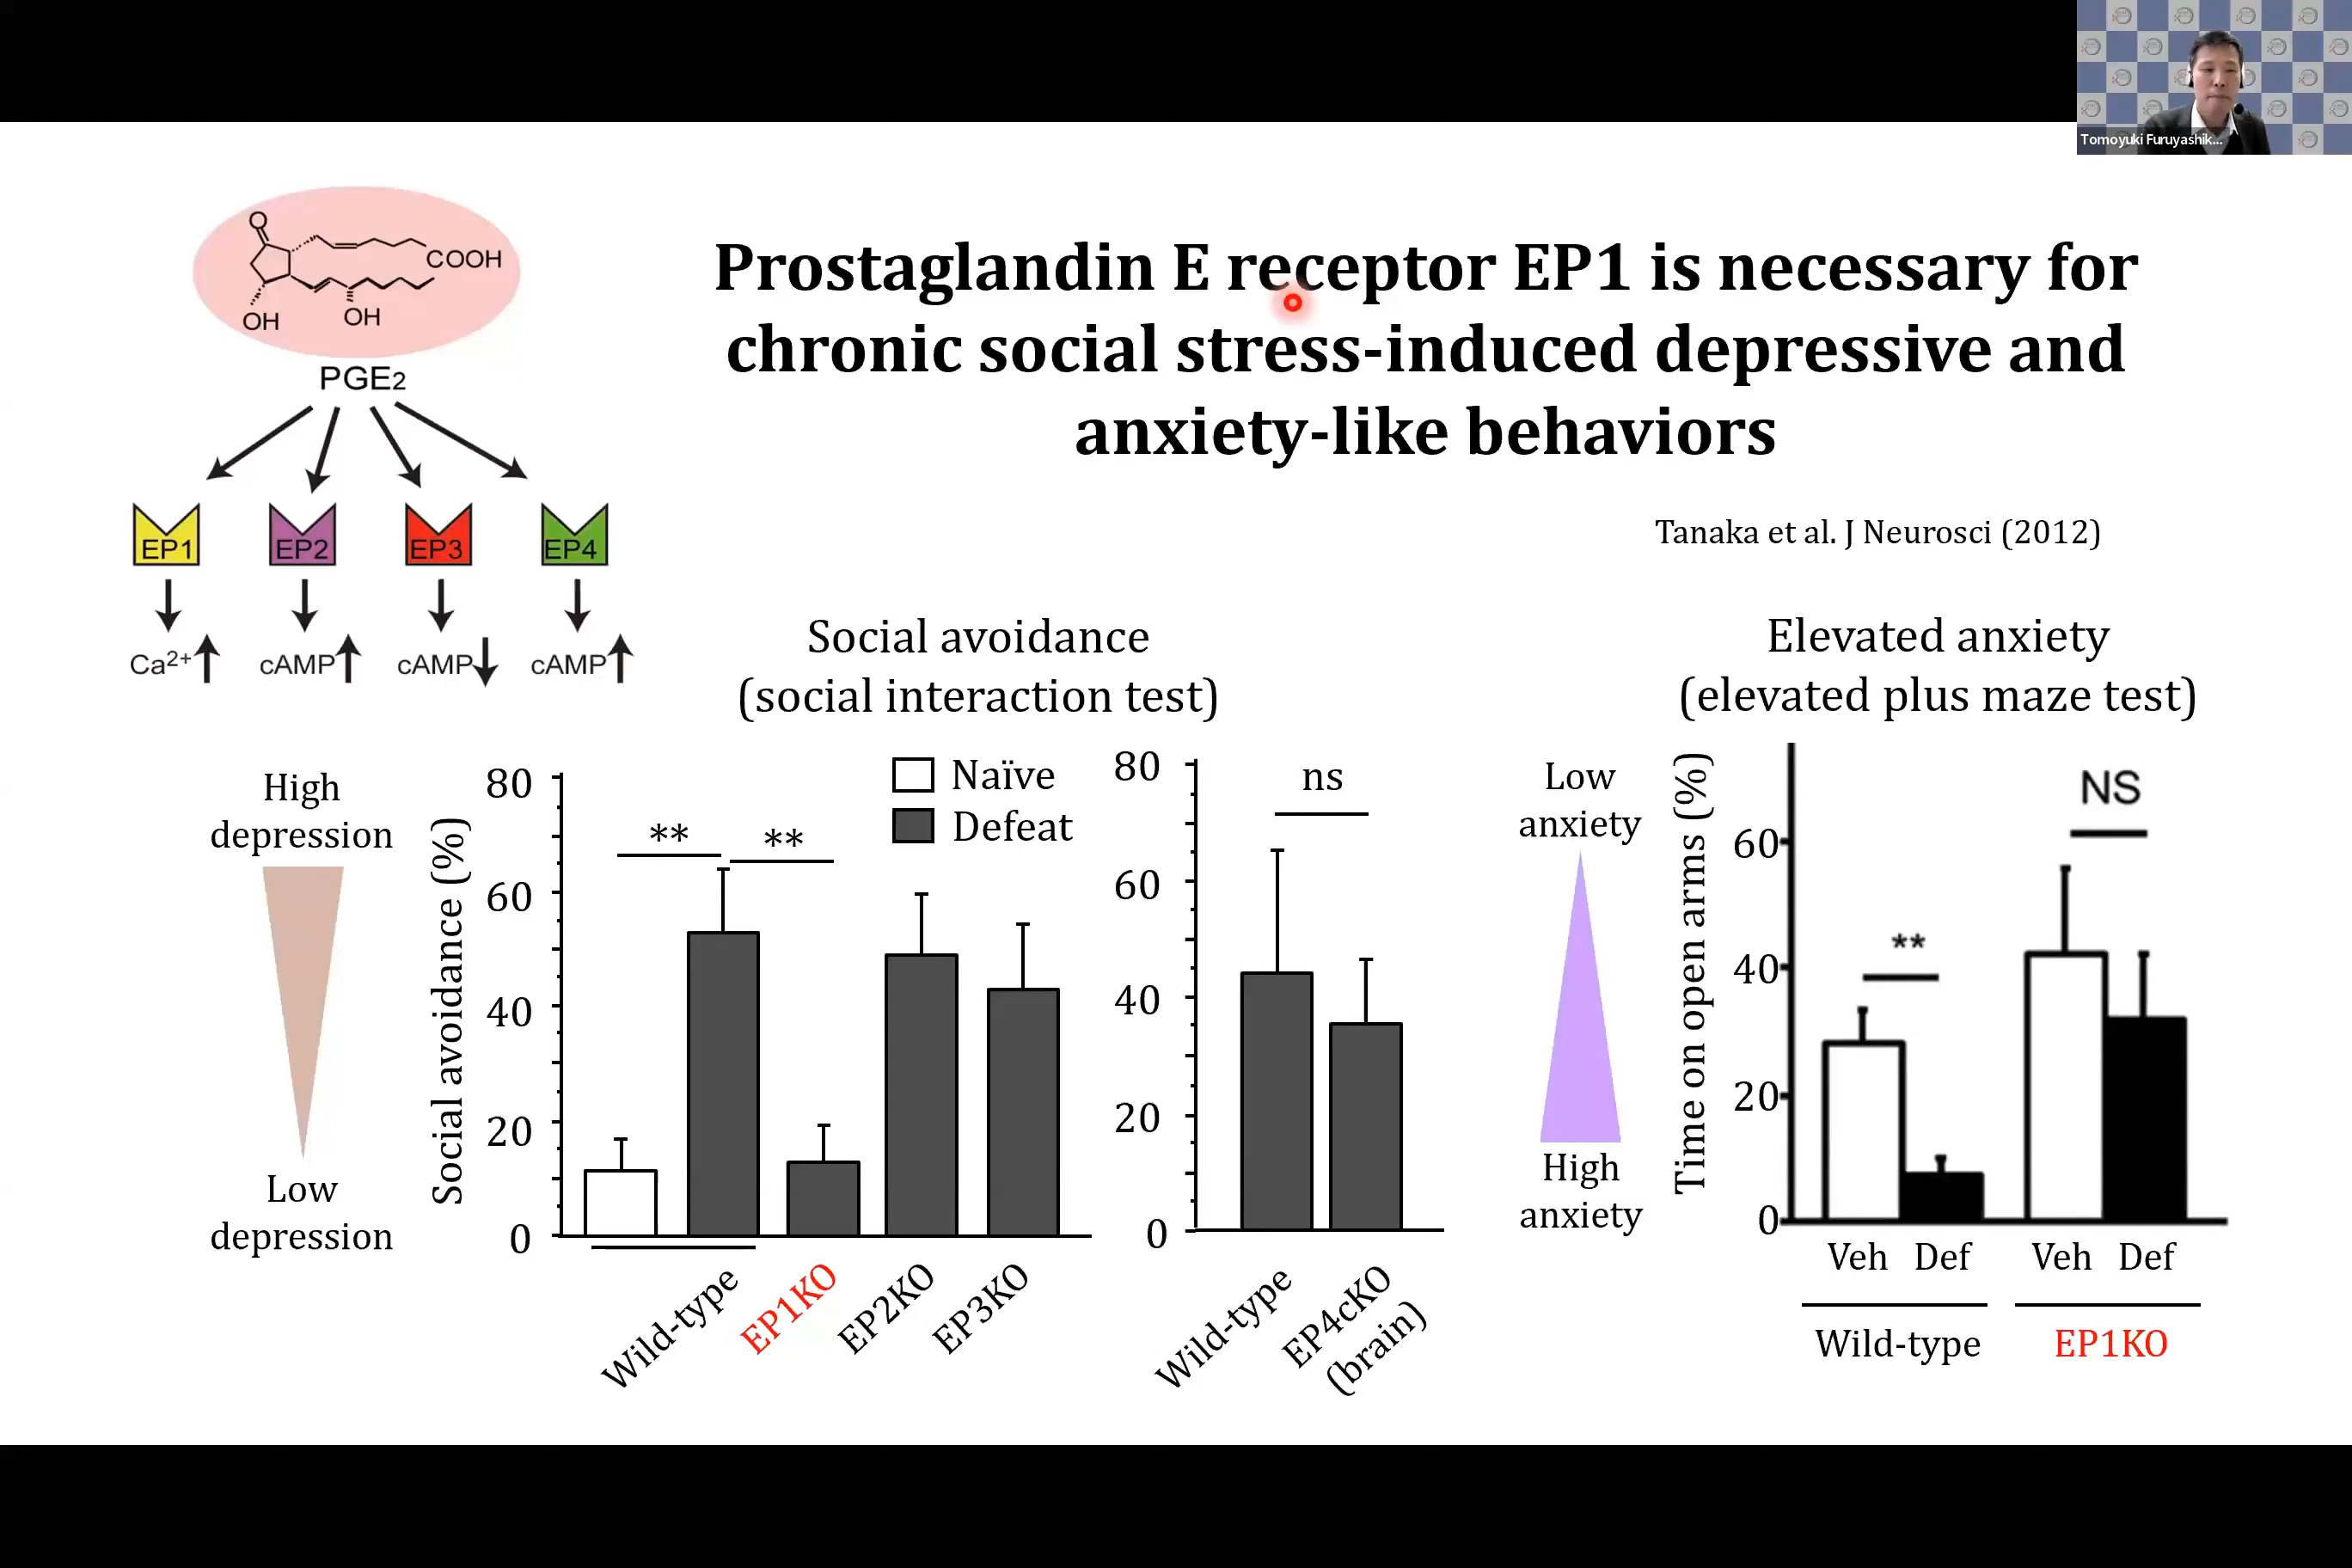 Tomoyuki Furuyashik...
Prostaglandin E receptor EP1 is necessary for
chronic social stress-induced depressive and
anxiety-like behaviors
Tanaka et al. J Neurosci (2012)
O
COOH
OH
OH
PGE2
EP1
EP2
EP3
EP4
Ca2+
cAMP
cAMP
cAMP
Social avoidance
(social interaction test)
High
depression
Low
depression
Social avoidance (%)
80
60
40
20
0
**
**
Naïve
Defeat
Wild-type
EP1KO
EP2KO
EP3KO
80
60
40
20
0
ns
Wild-type
EP4cKO
(brain)
Elevated anxiety
(elevated plus maze test)
Low
anxiety
High
anxiety
Time on open arms (%)
60
40
20
0
**
NS
Veh
Def
Veh
Def
Wild-type
EP1KO